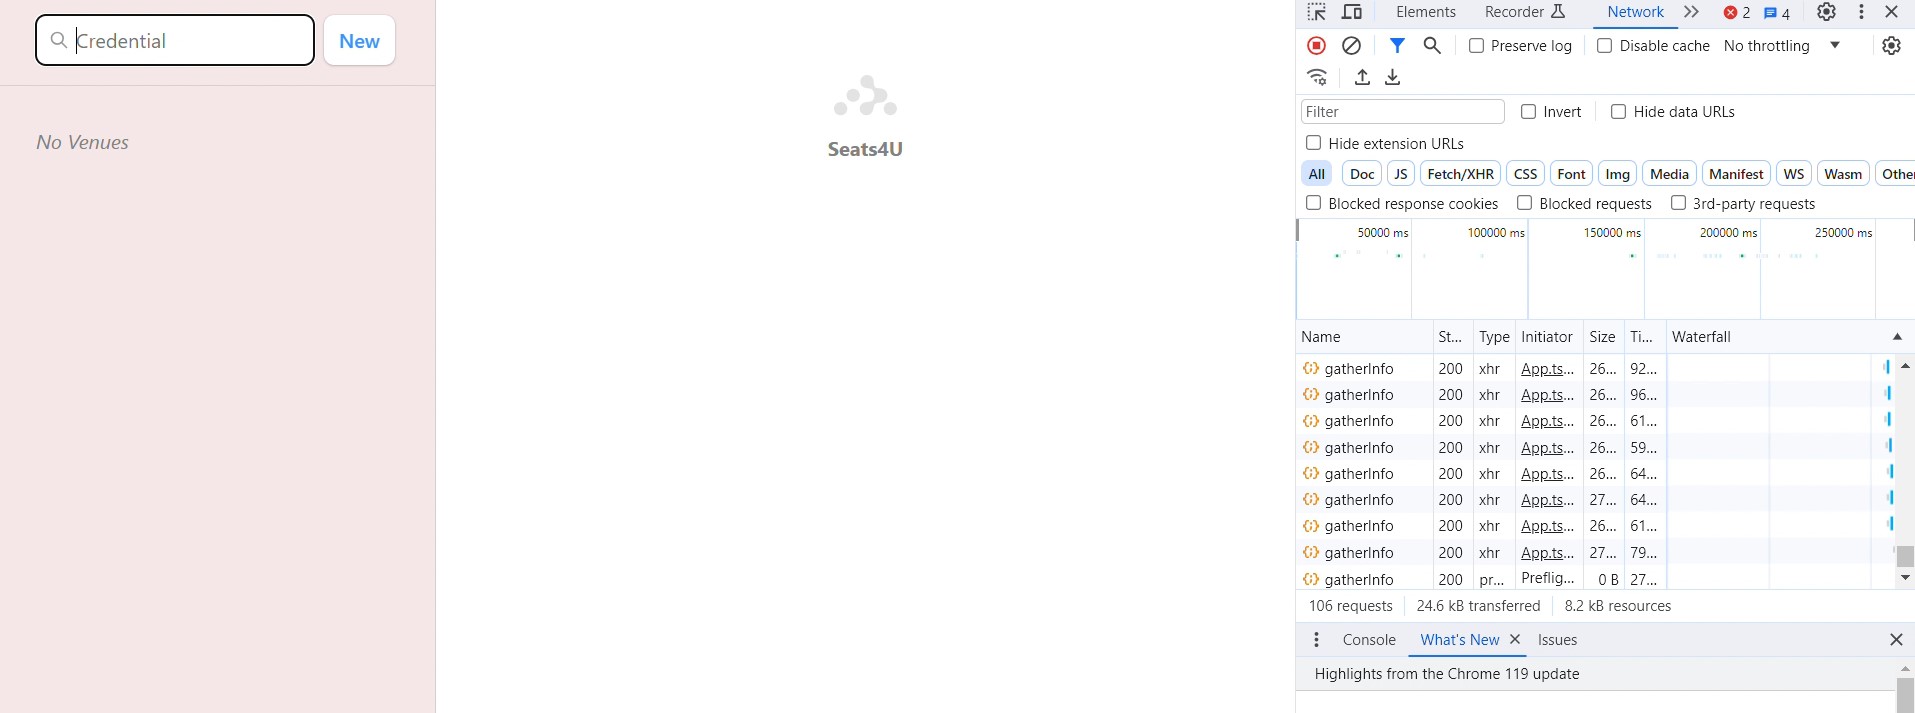 Credential
New
No Venues
Seats4U
Elements Recorder Network 2 4
Preserve log Disable cache No throttling
Filter Invert Hide data URLs
Hide extension URLs
All Doc JS Fetch/XHR CSS Font Img Media Manifest WS Wasm Other
Blocked response cookies Blocked requests 3rd-party requests
50000 ms 100000 ms 150000 ms 200000 ms 250000 ms
Name St... Type Initiator Size Ti... Waterfall
gatherInfo 200 xhr App.ts... 26... 92...
gatherInfo 200 xhr App.ts... 26... 96...
gatherInfo 200 xhr App.ts... 26... 61...
gatherInfo 200 xhr App.ts... 26... 59...
gatherInfo 200 xhr App.ts... 26... 64...
gatherInfo 200 xhr App.ts... 27... 64...
gatherInfo 200 xhr App.ts... 26... 61...
gatherInfo 200 xhr App.ts... 27... 79...
gatherInfo 200 pr... Preflig... 0 B 27...
106 requests 24.6 kB transferred 8.2 kB resources
Console What's New Issues
Highlights from the Chrome 119 update